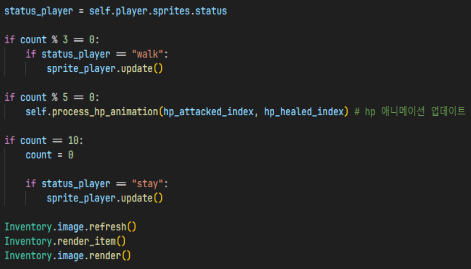 status_player = self.player.sprites.status
if count % 3 == 0:
    if status_player == "walk":
        sprite_player.update()
if count % 5 == 0:
    self.process_hp_animation(hp_attacked_index, hp_healed_index) # hp 애니메이션 업데이트
if count == 10:
    count = 0
    if status_player == "stay":
        sprite_player.update()
Inventory.image.refresh()
Inventory.render_item()
Inventory.image.render()